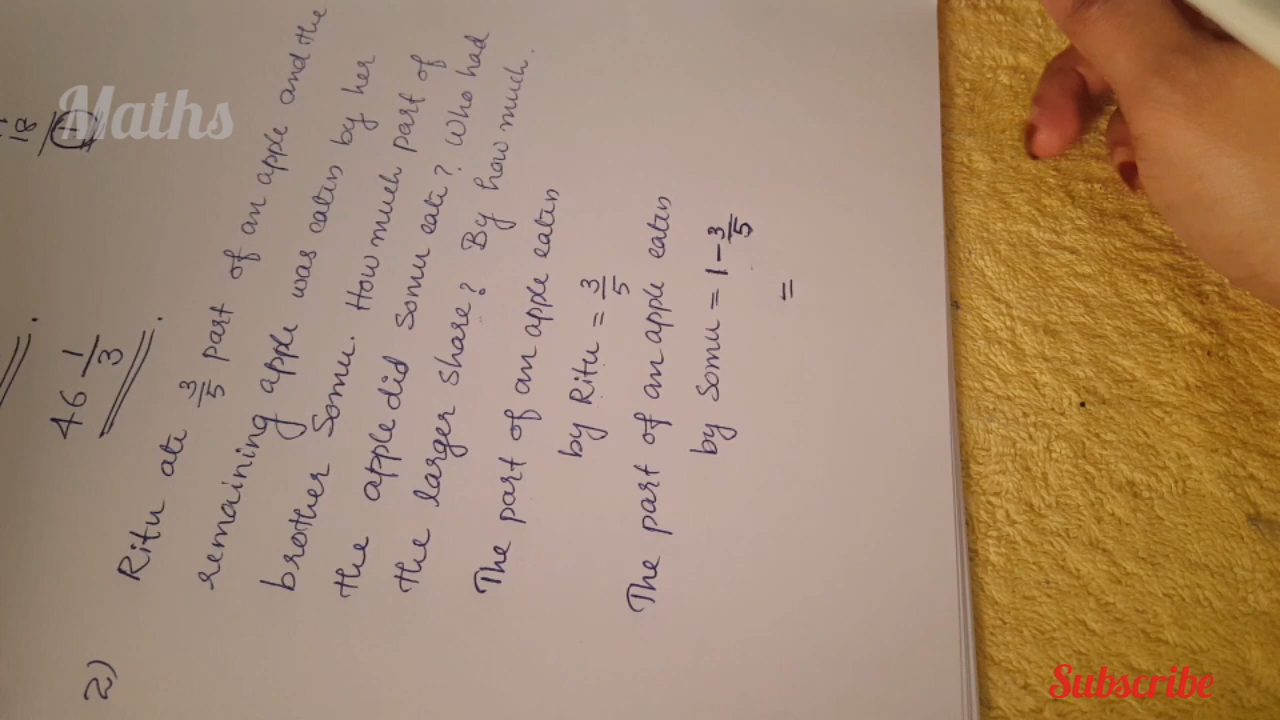 Maths
18
46 1/3.
2) Ritu ate 3/5 part of an apple and the
remaining apple was eaten by her
brother Somu. How much part of
the apple did Somu eate? Who had
the larger share? By how much.
The part of an apple eaten
by Ritu = 3/5
The part of an apple eaten
by Somu = 1 - 3/5
=
Subscribe